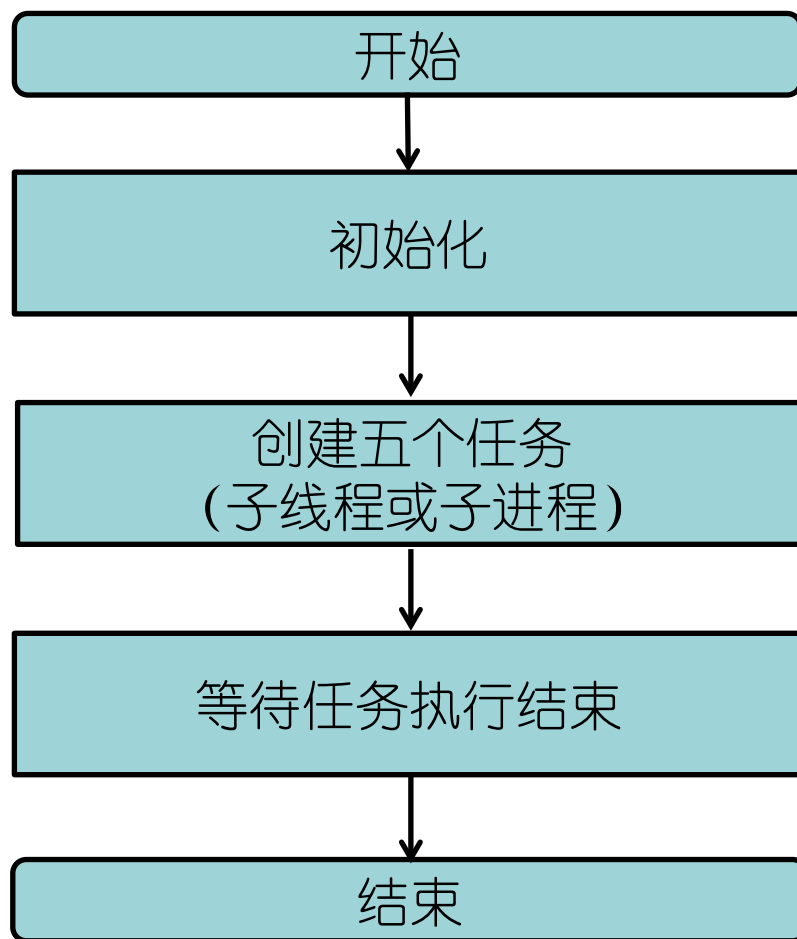 开始
初始化
创建五个任务
(子线程或子进程)
等待任务执行结束
结束